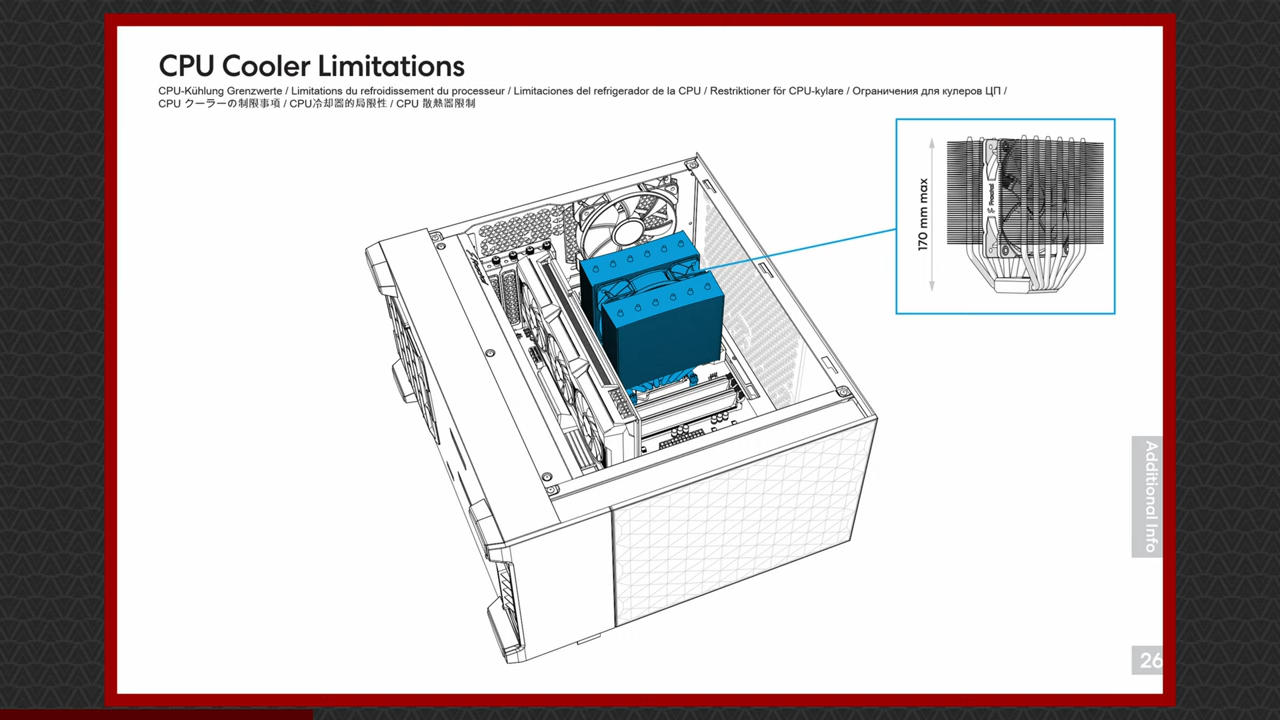 CPU Cooler Limitations
CPU-Kühlung Grenzwerte / Limitations du refroidissement du processeur / Limitaciones del refrigerador de la CPU / Restriktioner för CPU-kylare / Ограничения для кулеров ЦП /
CPU クーラーの制限事項 / CPU冷却器的局限性 / CPU 散熱器限制
170 mm max
Phanteks
Additional Info
26